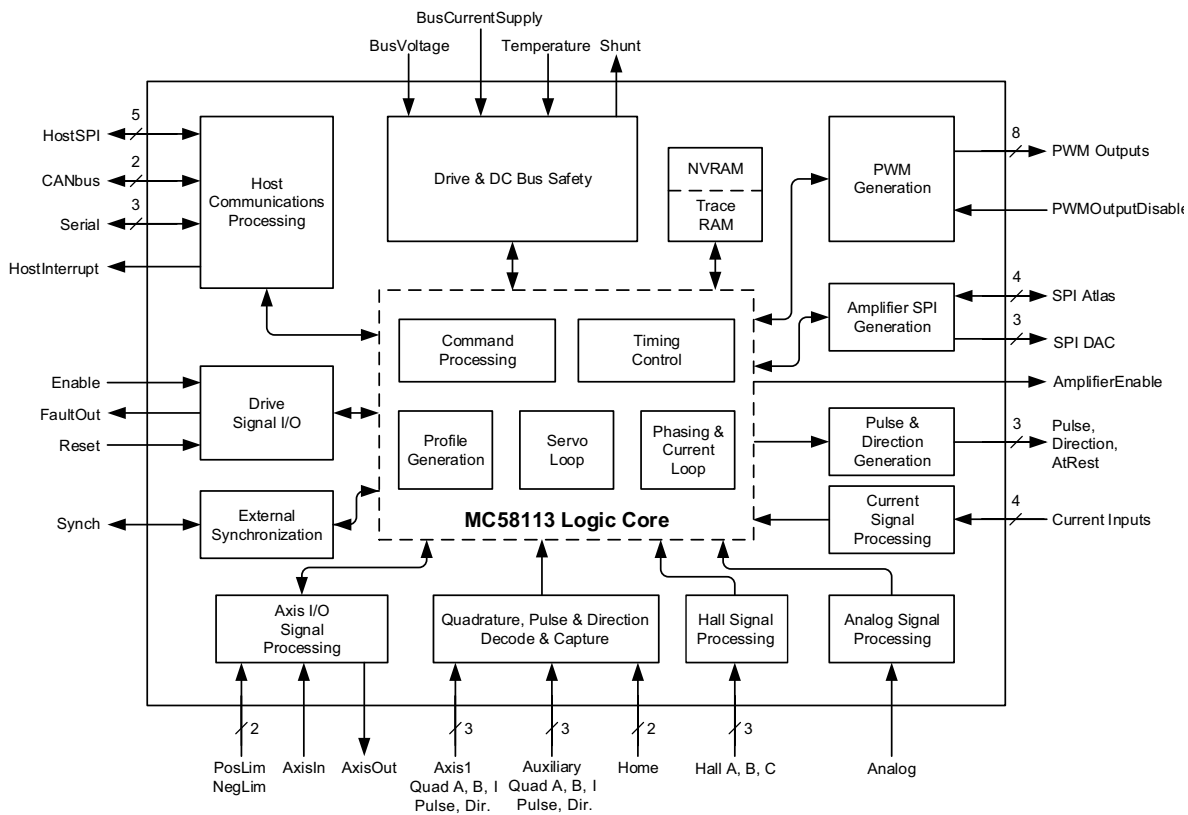 BusCurrentSupply
BusVoltage
Temperature
Shunt
HostSPI
5
CANbus
2
Serial
3
HostInterrupt
Host
Communications
Processing
Drive & DC Bus Safety
NVRAM
Trace
RAM
PWM
Generation
8
PWM Outputs
PWMOutputDisable
Amplifier SPI
Generation
4
SPI Atlas
3
SPI DAC
AmplifierEnable
Command
Processing
Timing
Control
Enable
FaultOut
Reset
Drive
Signal I/O
Profile
Generation
Servo
Loop
Phasing &
Current
Loop
Pulse &
Direction
Generation
3
Pulse,
Direction,
AtRest
MC58113 Logic Core
Current
Signal
Processing
4
Current Inputs
Synch
External
Synchronization
Axis I/O
Signal
Processing
Quadrature, Pulse & Direction
Decode & Capture
Hall Signal
Processing
Analog Signal
Processing
2
3
3
2
3
PosLim
NegLim
AxisIn
AxisOut
Axis1
Quad A, B, I
Pulse, Dir.
Auxiliary
Quad A, B, I
Pulse, Dir.
Home
Hall A, B, C
Analog